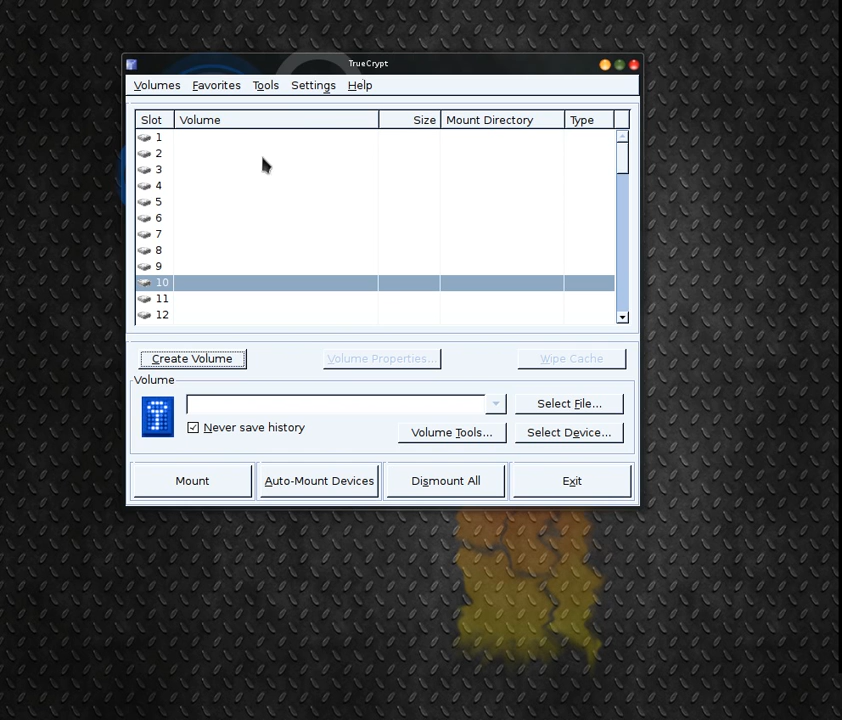 TrueCrypt
Volumes Favorites Tools Settings Help
Slot Volume Size Mount Directory Type
1
2
3
4
5
6
7
8
9
10
11
12
Create Volume Volume Properties... Wipe Cache
Volume
Select File...
Never save history
Volume Tools... Select Device...
Mount Auto-Mount Devices Dismount All Exit